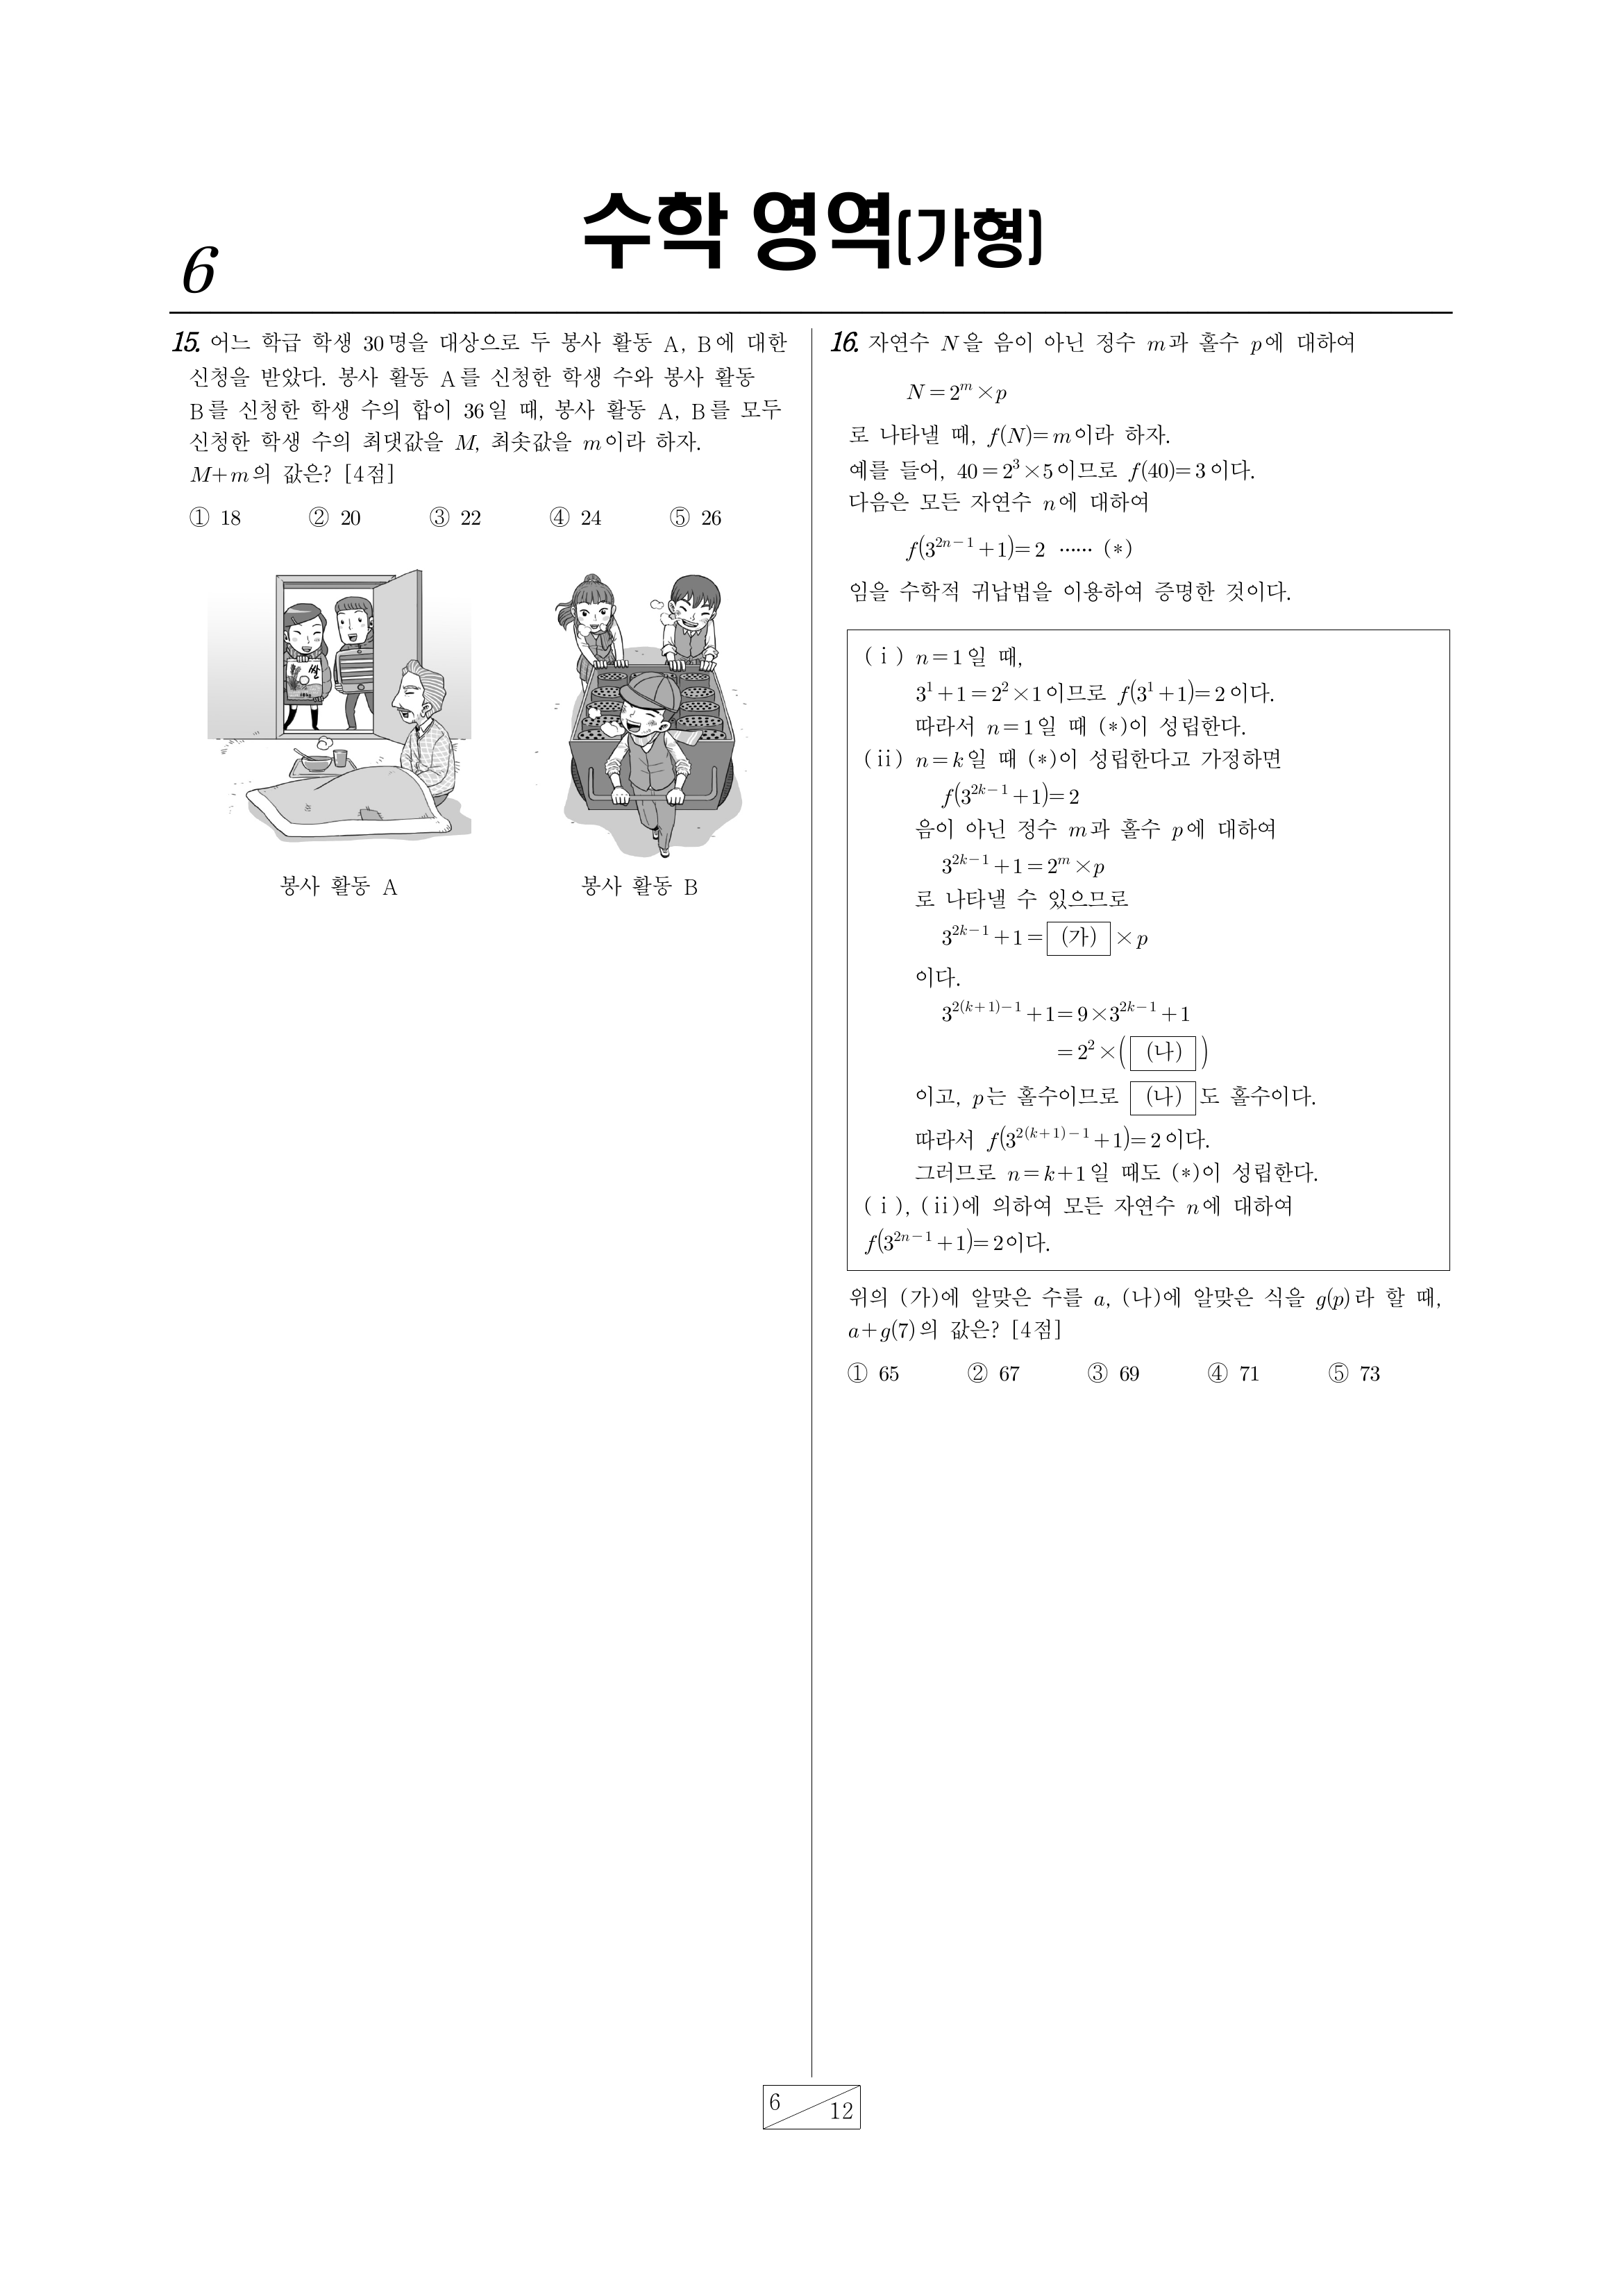 수학 영역(가형)
6
15. 어느 학급 학생 30명을 대상으로 두 봉사 활동 A, B에 대한
신청을 받았다. 봉사 활동 A를 신청한 학생 수와 봉사 활동
B를 신청한 학생 수의 합이 36일 때, 봉사 활동 A, B를 모두
신청한 학생 수의 최댓값을 M, 최솟값을 m이라 하자.
M+m의 값은? [4점]
① 18 ② 20 ③ 22 ④ 24 ⑤ 26
쌀
봉사 활동 A 봉사 활동 B
16. 자연수 N을 음이 아닌 정수 m과 홀수 p에 대하여
N=2^m×p
로 나타낼 때, f(N)=m이라 하자.
예를 들어, 40=2^3×5이므로 f(40)=3이다.
다음은 모든 자연수 n에 대하여
f(3^{2n-1}+1)=2 …… (*)
임을 수학적 귀납법을 이용하여 증명한 것이다.
(ⅰ) n=1일 때,
3^1+1=2^2×1이므로 f(3^1+1)=2이다.
따라서 n=1일 때 (*)이 성립한다.
(ⅱ) n=k일 때 (*)이 성립한다고 가정하면
f(3^{2k-1}+1)=2
음이 아닌 정수 m과 홀수 p에 대하여
3^{2k-1}+1=2^m×p
로 나타낼 수 있으므로
3^{2k-1}+1= (가) ×p
이다.
3^{2(k+1)-1}+1=9×3^{2k-1}+1
=2^2×( (나) )
이고, p는 홀수이므로 (나) 도 홀수이다.
따라서 f(3^{2(k+1)-1}+1)=2이다.
그러므로 n=k+1일 때도 (*)이 성립한다.
(ⅰ), (ⅱ)에 의하여 모든 자연수 n에 대하여
f(3^{2n-1}+1)=2이다.
위의 (가)에 알맞은 수를 a, (나)에 알맞은 식을 g(p)라 할 때,
a+g(7)의 값은? [4점]
① 65 ② 67 ③ 69 ④ 71 ⑤ 73
6 12